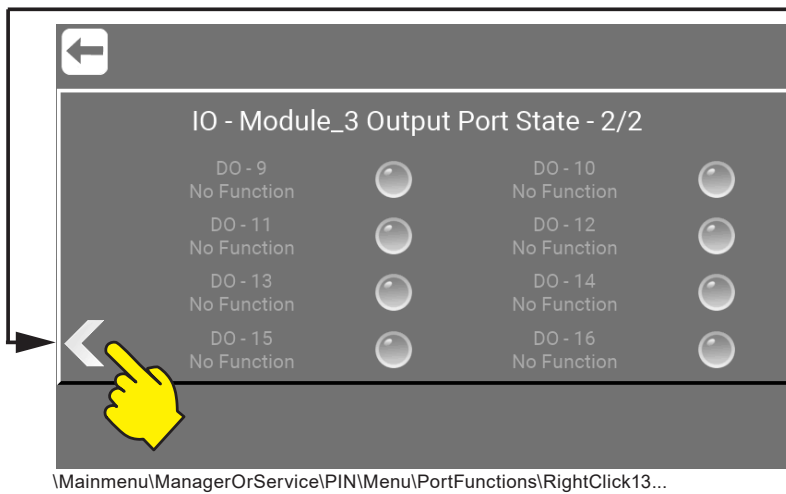 IO - Module_3 Output Port State - 2/2
DO - 9
No Function
DO - 10
No Function
DO - 11
No Function
DO - 12
No Function
DO - 13
No Function
DO - 14
No Function
DO - 15
No Function
DO - 16
No Function
\Mainmenu\ManagerOrService\PIN\Menu\PortFunctions\RightClick13...